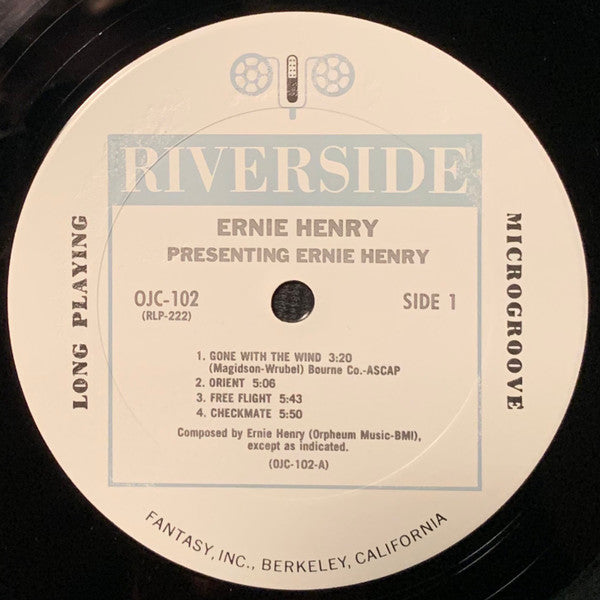 RIVERSIDE
ERNIE HENRY
PRESENTING ERNIE HENRY
OJC-102
(RLP-222)
SIDE 1
1. GONE WITH THE WIND 3:20
(Magidson-Wrubel) Bourne Co.-ASCAP
2. ORIENT 5:06
3. FREE FLIGHT 5:43
4. CHECKMATE 5:50
Composed by Ernie Henry (Orpheum Music-BMI),
except as indicated.
(OJC-102-A)
LONG PLAYING
MICROGROOVE
FANTASY, INC., BERKELEY, CALIFORNIA